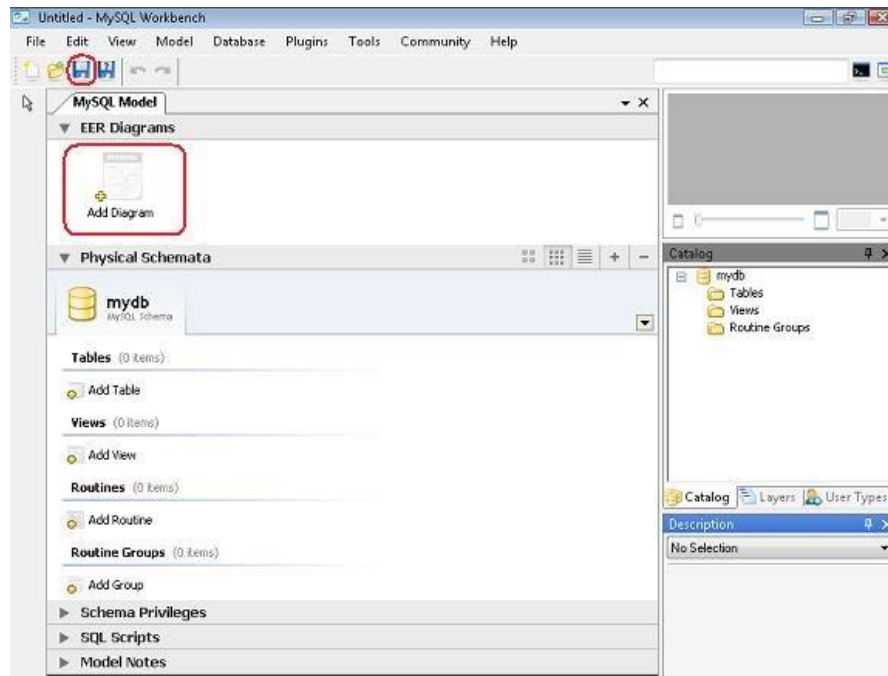 Untitled - MySQL Workbench
File Edit View Model Database Plugins Tools Community Help
MySQL Model
EER Diagrams
Add Diagram
Physical Schemata
mydb
MySQL Schema
Tables (0 items)
Add Table
Views (0 items)
Add View
Routines (0 items)
Add Routine
Routine Groups (0 items)
Add Group
Schema Privileges
SQL Scripts
Model Notes
Catalog
mydb
Tables
Views
Routine Groups
Catalog Layers User Types
Description
No Selection